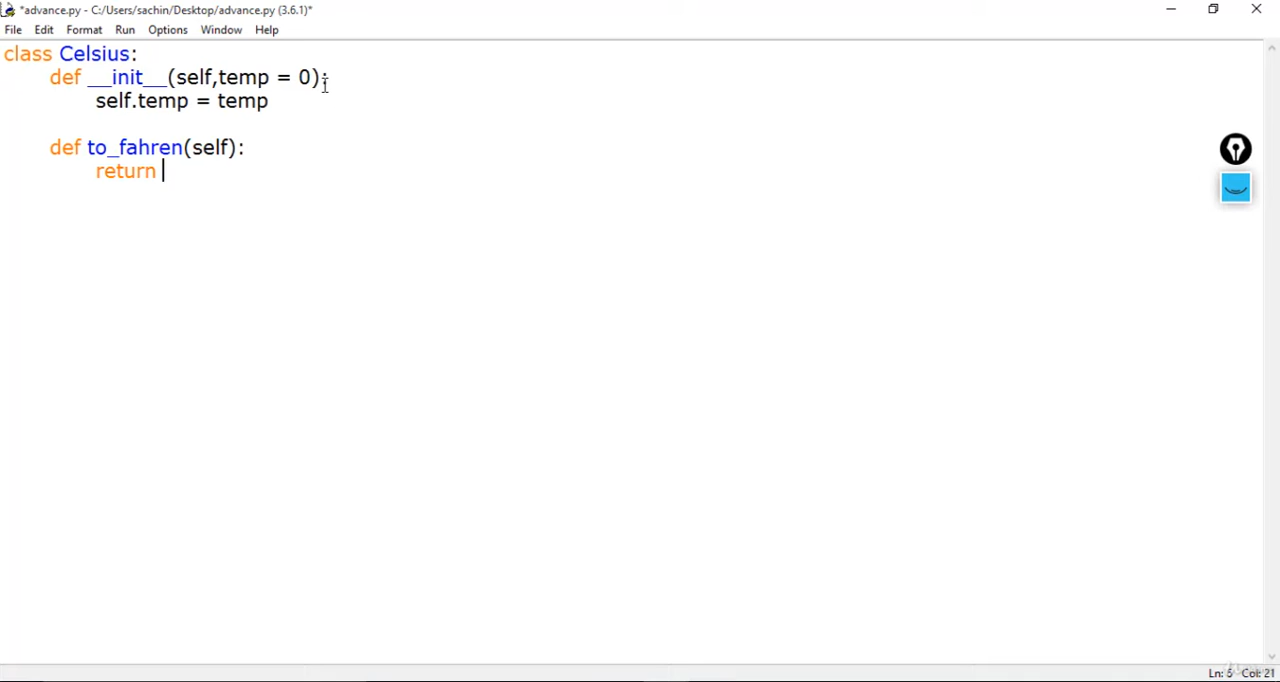 *advance.py - C:/Users/sachin/Desktop/advance.py (3.6.1)*
File Edit Format Run Options Window Help
class Celsius:
def __init__(self,temp = 0):
self.temp = temp
def to_fahren(self):
return
Ln: 5 Col: 21